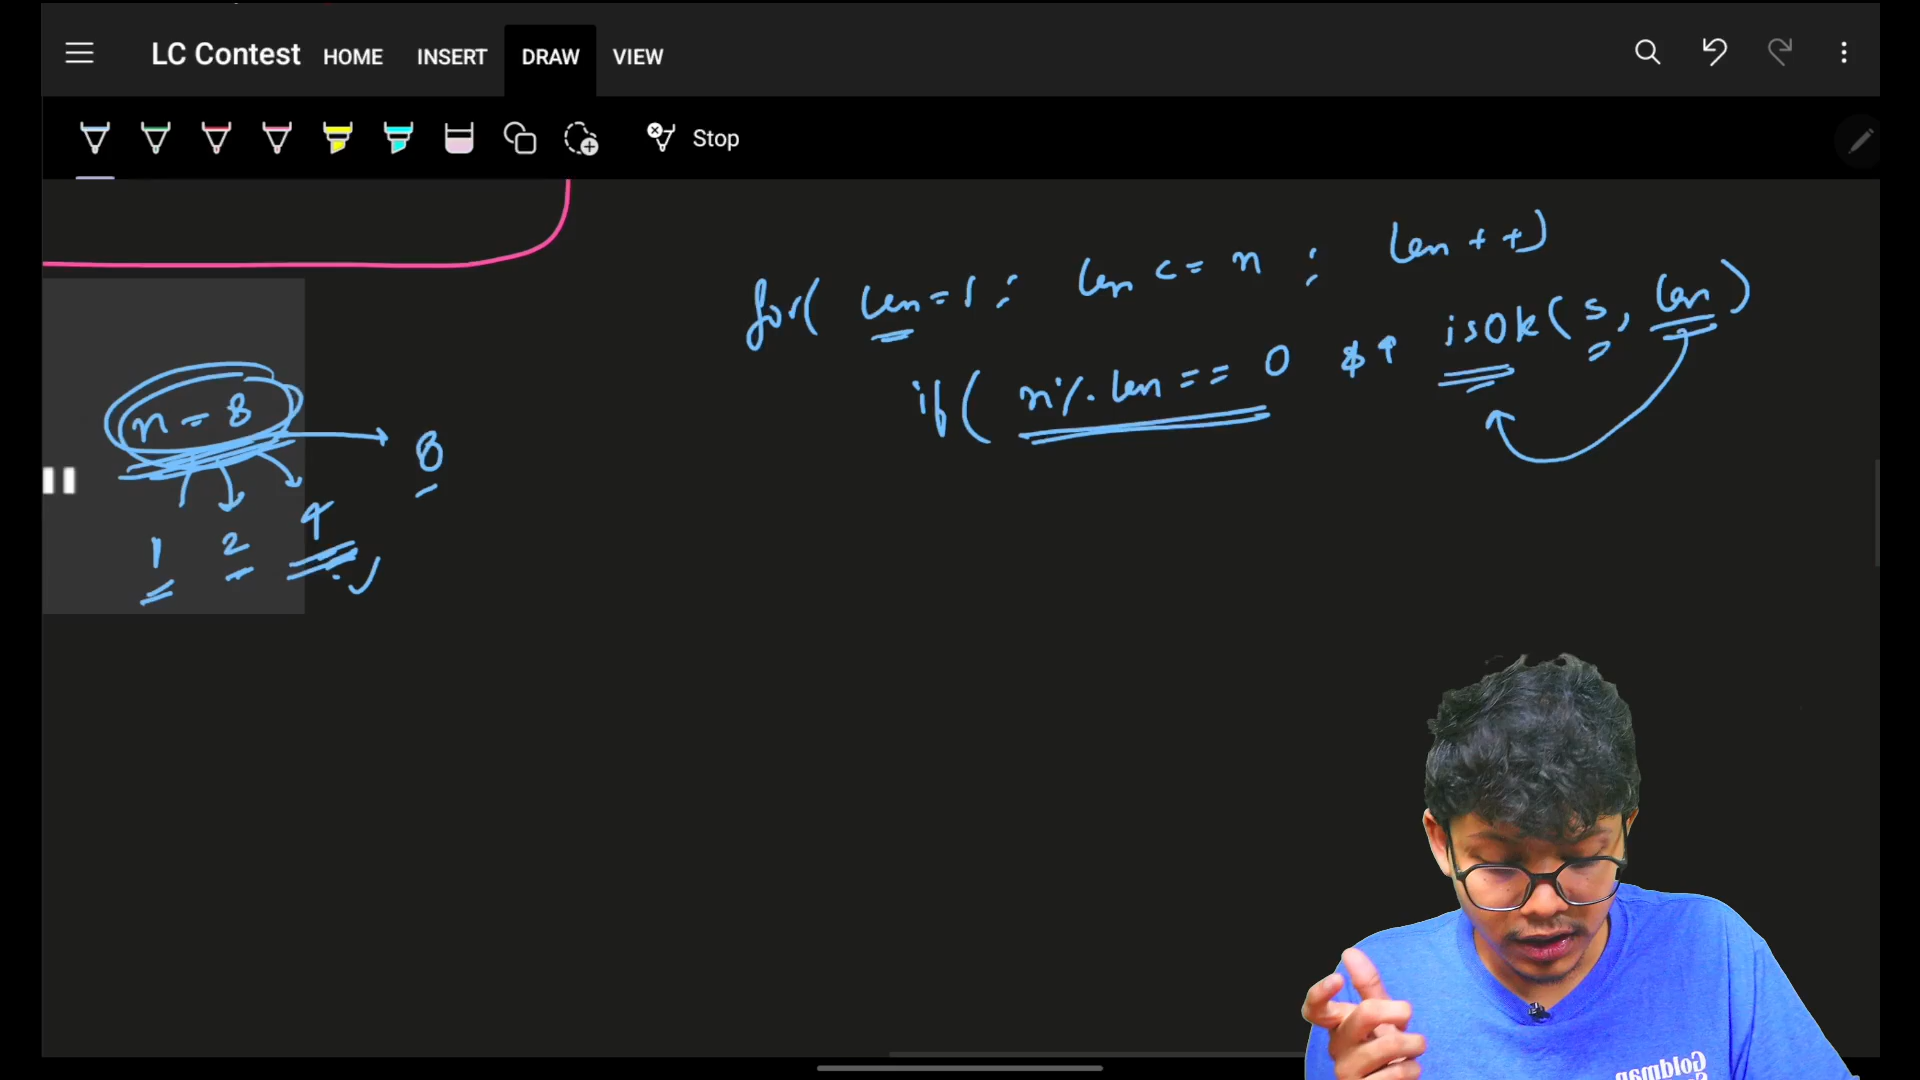 LC Contest HOME INSERT DRAW VIEW
Stop
for( len=1; len <= n ; len++)
if( n%len == 0 && isOk(s, len)
n=8
8
1 2 4
Goldman